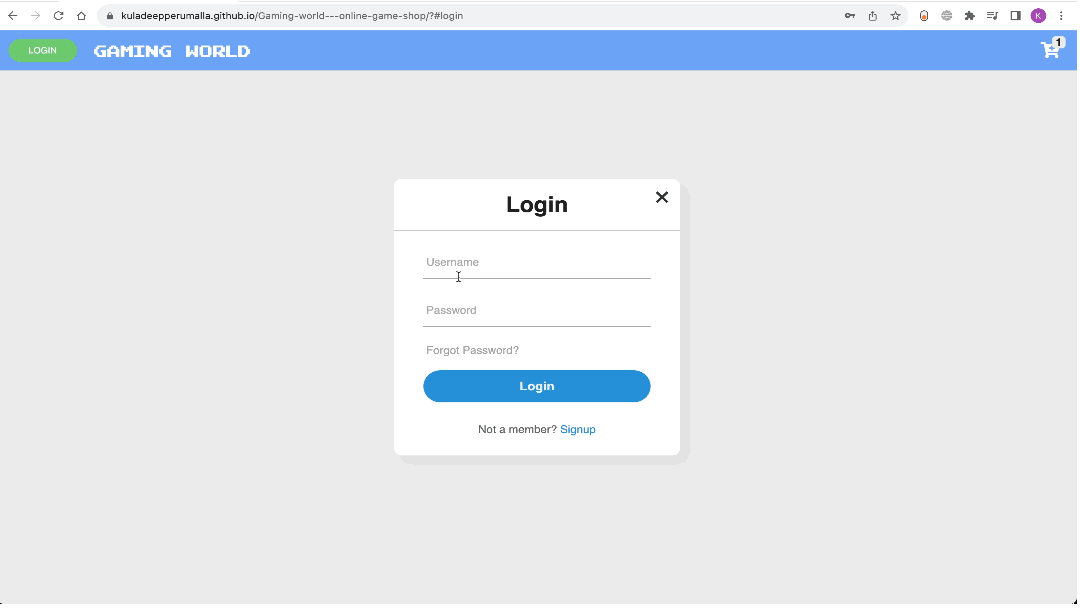 kuladeepperumalla.github.io/Gaming-world---online-game-shop/?#login
K
LOGIN
GAMING WORLD
1
Login
Username
Password
Forgot Password?
Login
Not a member? Signup